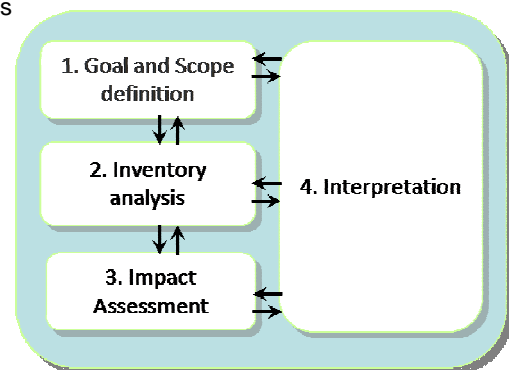 s
1. Goal and Scope
definition
2. Inventory
analysis
4. Interpretation
3. Impact
Assessment